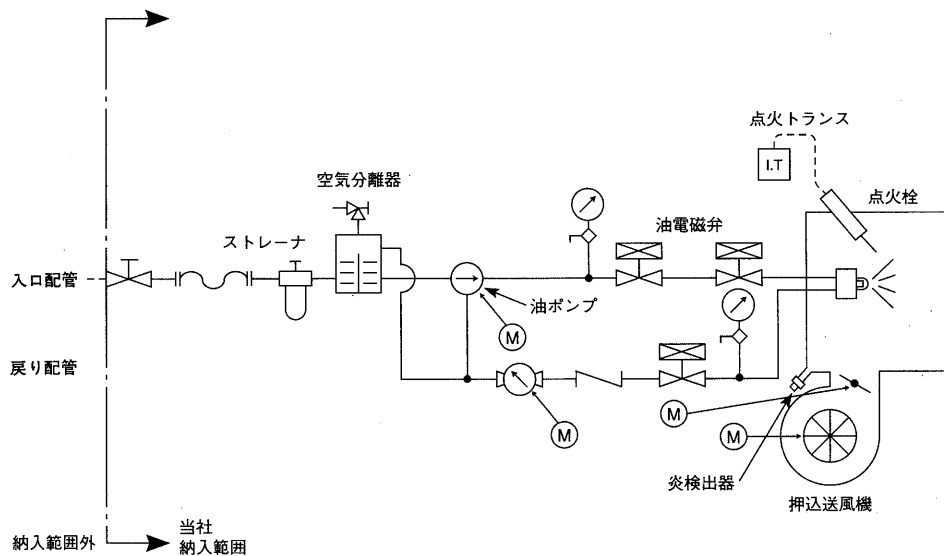 点火トランス
I.T
点火栓
空気分離器
油電磁弁
ストレーナ
入口配管
油ポンプ
M
戻り配管
M
M
M
炎検出器
押込送風機
納入範囲外
当社
納入範囲